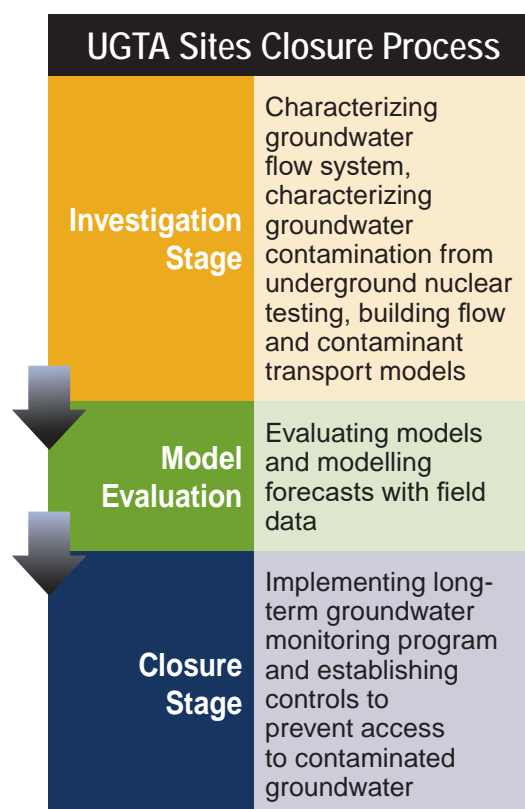 UGTA Sites Closure Process
Investigation
Stage
Characterizing
groundwater
flow system,
characterizing
groundwater
contamination from
underground nuclear
testing, building flow
and contaminant
transport models
Model
Evaluation
Evaluating models
and modelling
forecasts with field
data
Closure
Stage
Implementing long-
term groundwater
monitoring program
and establishing
controls to
prevent access
to contaminated
groundwater